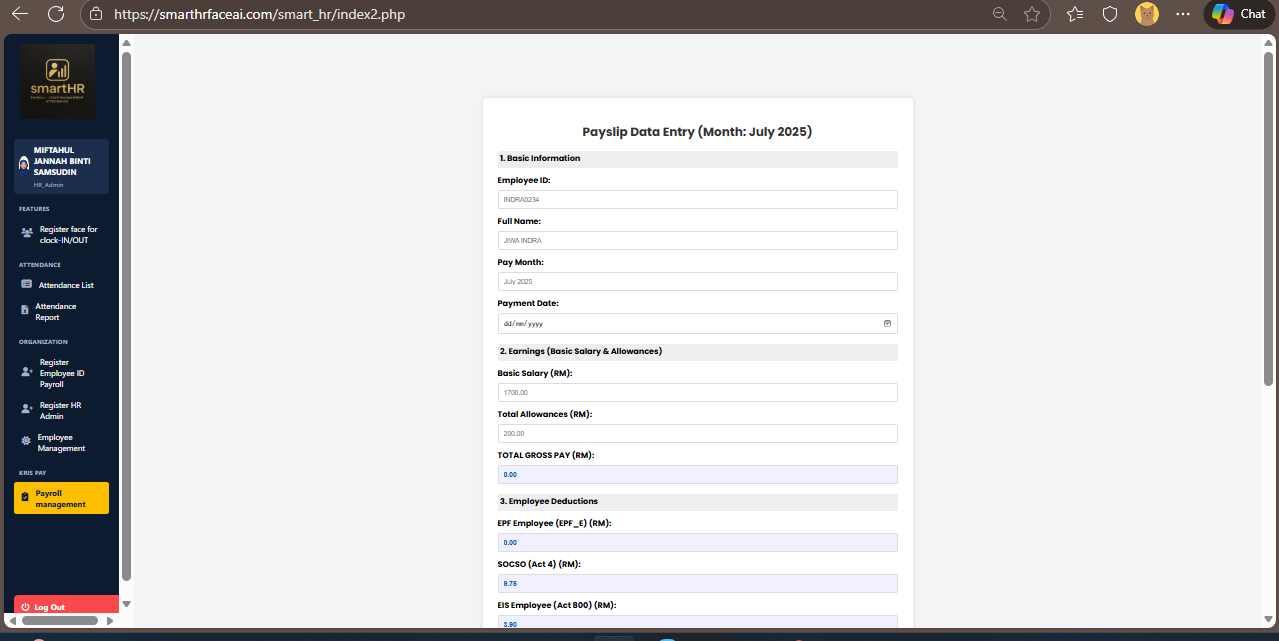 https://smarthrfaceai.com/smart_hr/index2.php
Chat
smartHR
MIFTAHUL
JANNAH BINTI
SAMSUDIN
HR_Admin
FEATURES
Register face for
clock-IN/OUT
ATTENDANCE
Attendance List
Attendance
Report
ORGANIZATION
Register
Employee ID
Payroll
Register HR
Admin
Employee
Management
KRIS PAY
Payroll
management
Log Out
Payslip Data Entry (Month: July 2025)
1. Basic Information
Employee ID:
INDRA0234
Full Name:
JIWA INDRA
Pay Month:
July 2025
Payment Date:
dd/mm/yyyy
2. Earnings (Basic Salary & Allowances)
Basic Salary (RM):
1700.00
Total Allowances (RM):
200.00
TOTAL GROSS PAY (RM):
0.00
3. Employee Deductions
EPF Employee (EPF_E) (RM):
0.00
SOCSO (Act 4) (RM):
EIS Employee (Act 800) (RM):